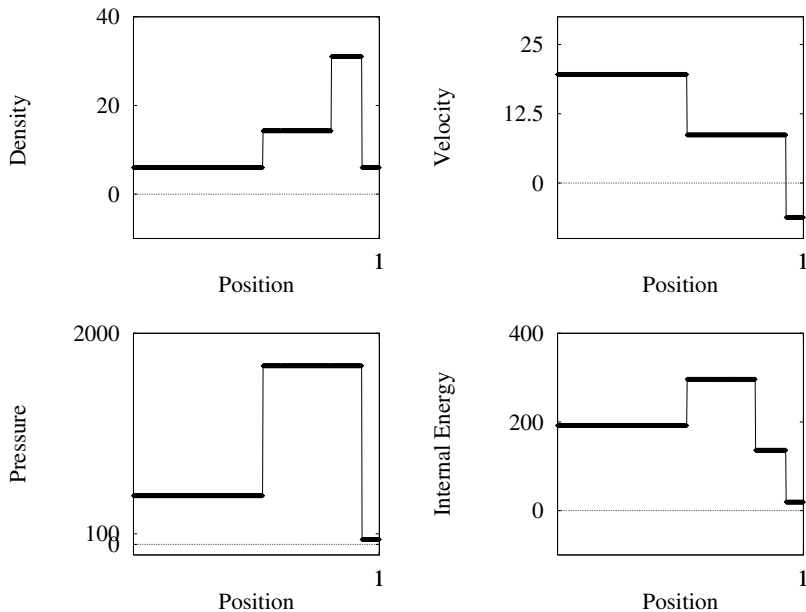 40
20
0
Density
1
Position
25
12.5
0
Velocity
1
Position
2000
100
0
Pressure
1
Position
400
200
0
Internal Energy
1
Position